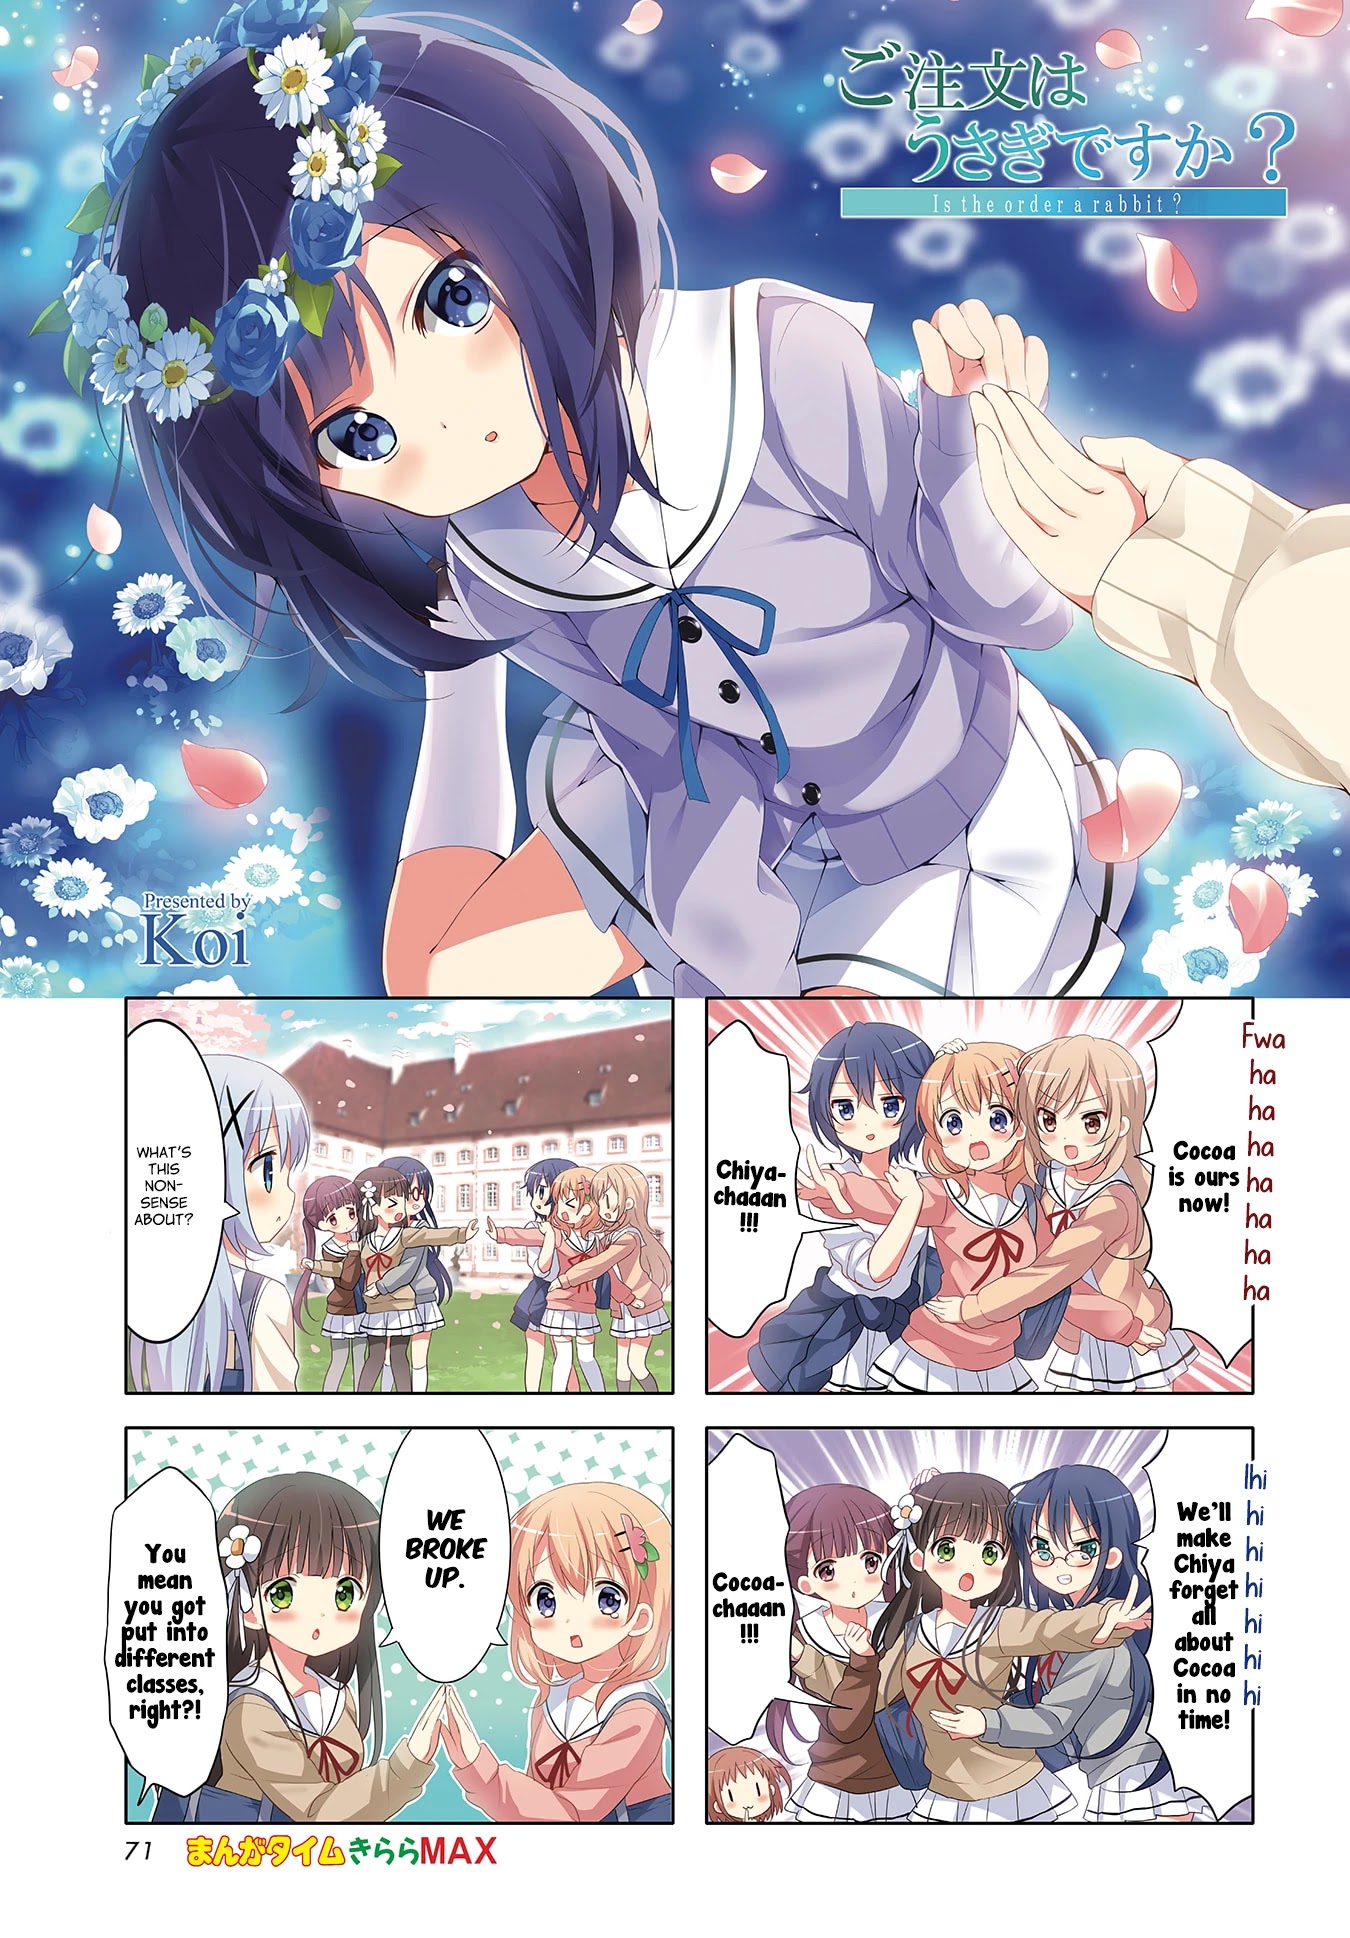 ご注文は
うさぎですか？
Is the order a rabbit?
Presented by
Koi
Fwa
ha
ha
ha
ha
ha
ha
ha
Cocoa
is ours
now!
Chiya-
chaaan
!!!
Ihi
hi
hi
hi
hi
hi
hi
We'll
make
Chiya
forget
all
about
Cocoa
in no
time!
Cocoa-
chaaan
!!!
WHAT'S
THIS
NON-
SENSE
ABOUT?
WE
BROKE
UP.
You
mean
you got
put into
different
classes,
right?!
71
まんがタイムきららMAX